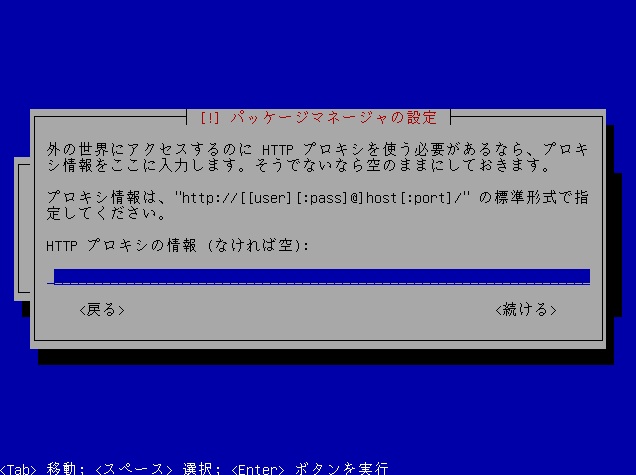 [!] パッケージマネージャの設定
外の世界にアクセスするのに HTTP プロキシを使う必要があるなら、プロキ
シ情報をここに入力します。そうでないなら空のままにしておきます。
プロキシ情報は、"http://[[user][:pass]@]host[:port]/" の標準形式で指
定してください。
HTTP プロキシの情報 (なければ空):
<戻る> <続ける>
<Tab> 移動; <スペース> 選択; <Enter> ボタンを実行